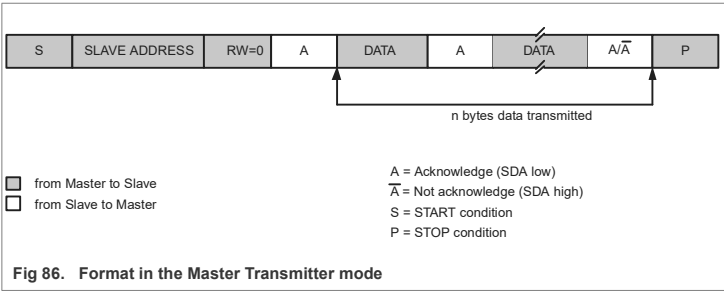 S SLAVE ADDRESS RW=0 A DATA A DATA A/A̅ P
n bytes data transmitted
from Master to Slave
from Slave to Master
A = Acknowledge (SDA low)
A̅ = Not acknowledge (SDA high)
S = START condition
P = STOP condition
Fig 86. Format in the Master Transmitter mode